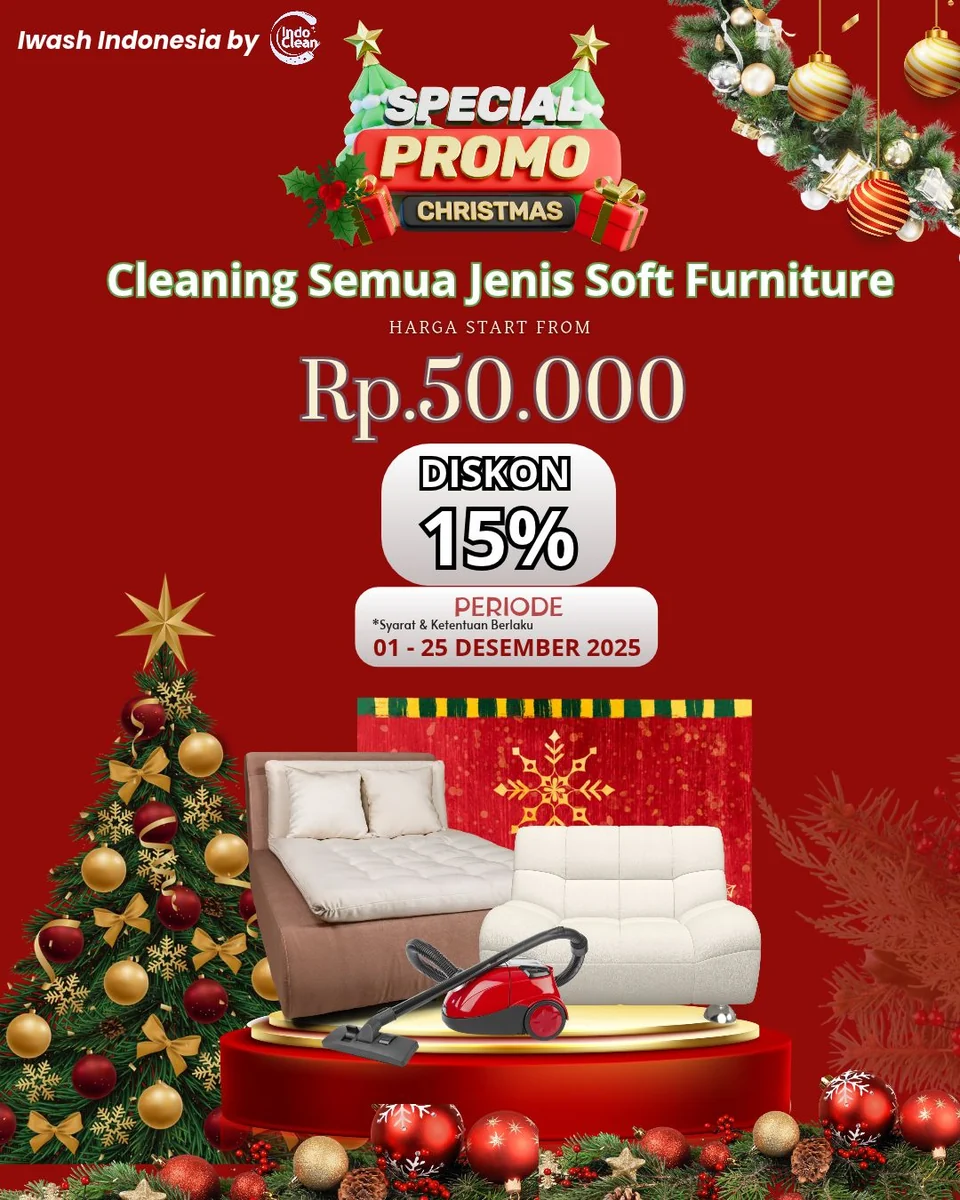 Iwash Indonesia by
Indo
Clean
SPECIAL
PROMO
CHRISTMAS
Cleaning Semua Jenis Soft Furniture
HARGA START FROM
Rp.50.000
DISKON
15%
PERIODE
*Syarat & Ketentuan Berlaku
01 - 25 DESEMBER 2025